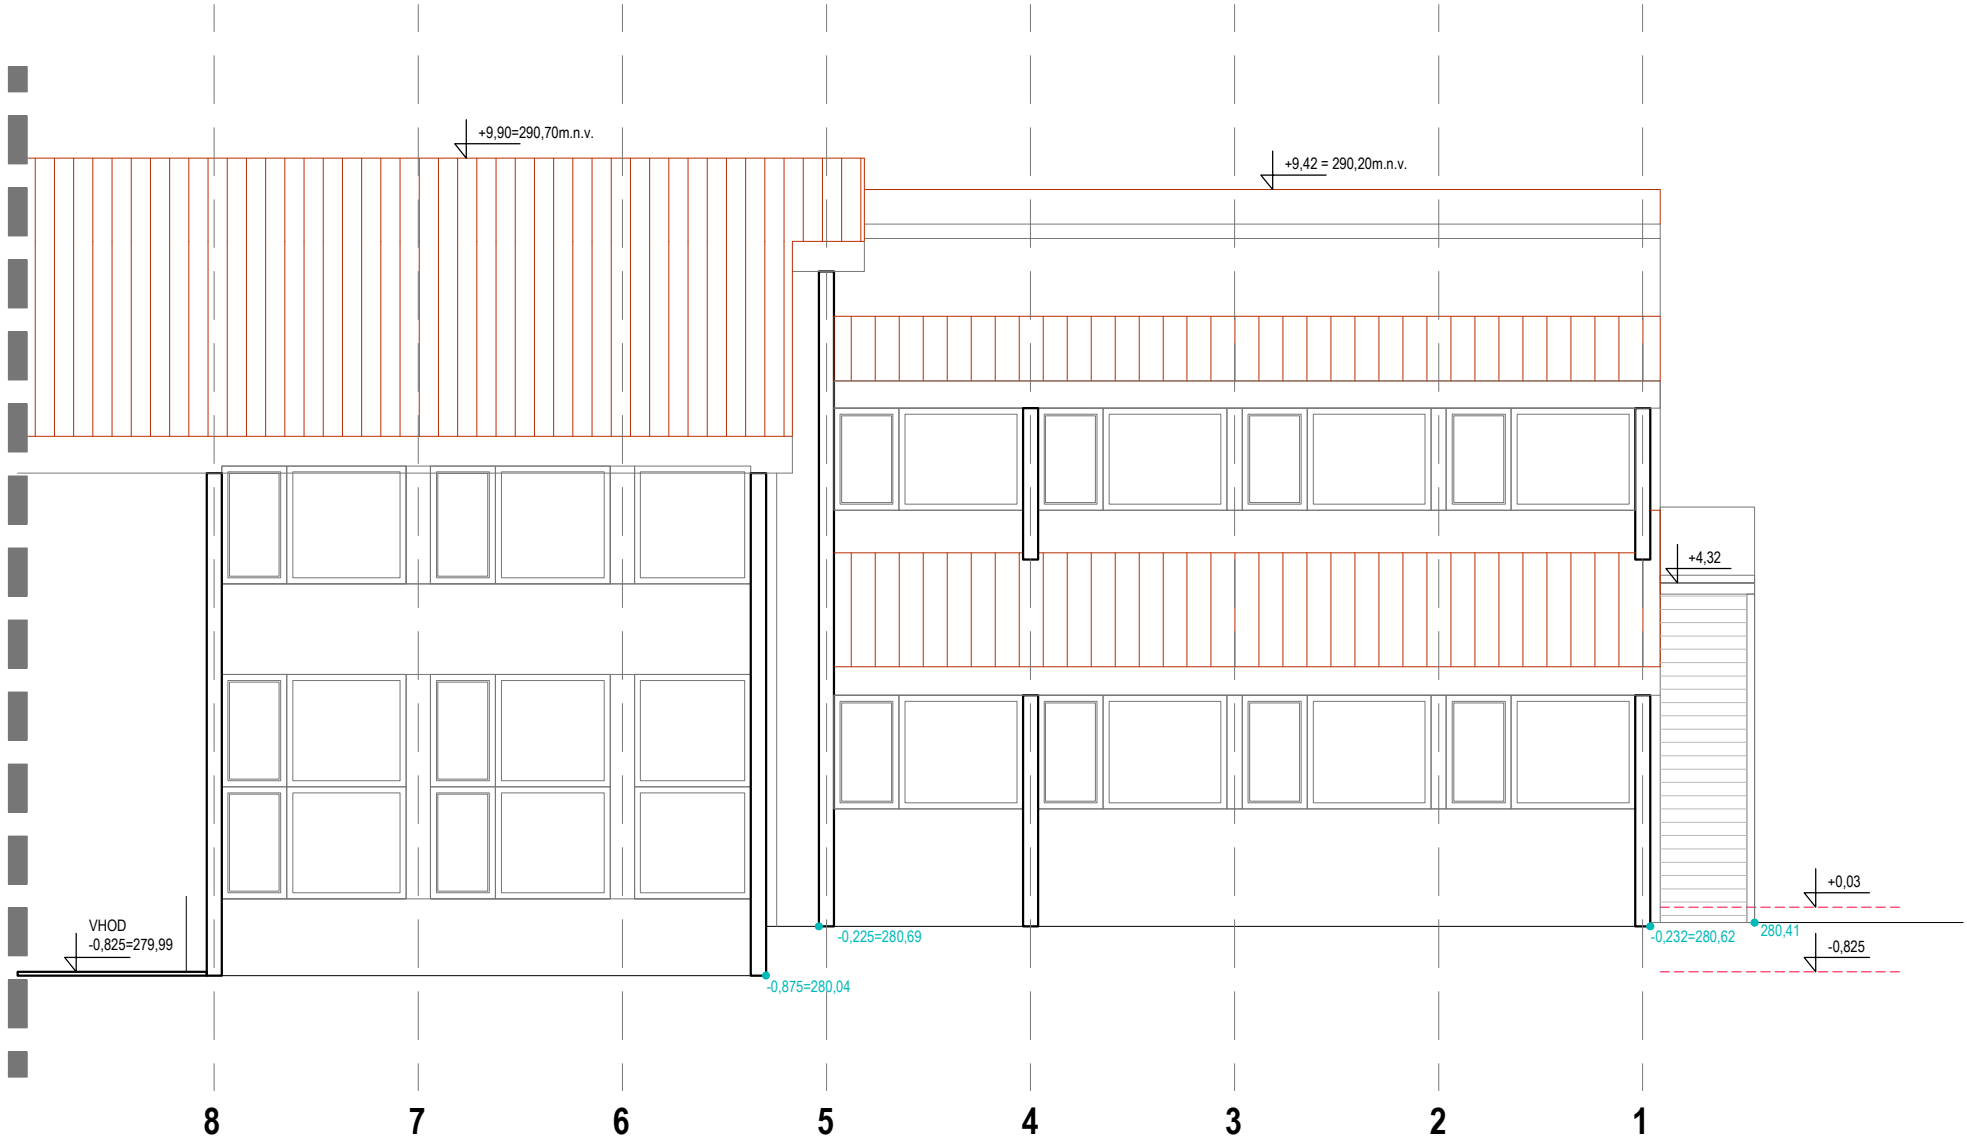 +9,90=290,70m.n.v.
+9,42 = 290,20m.n.v.
+4,32
+0,03
VHOD
-0,825=279,99
-0,225=280,69
-0,232=280,62
280,41
-0,825
-0,875=280,04
8 7 6 5 4 3 2 1